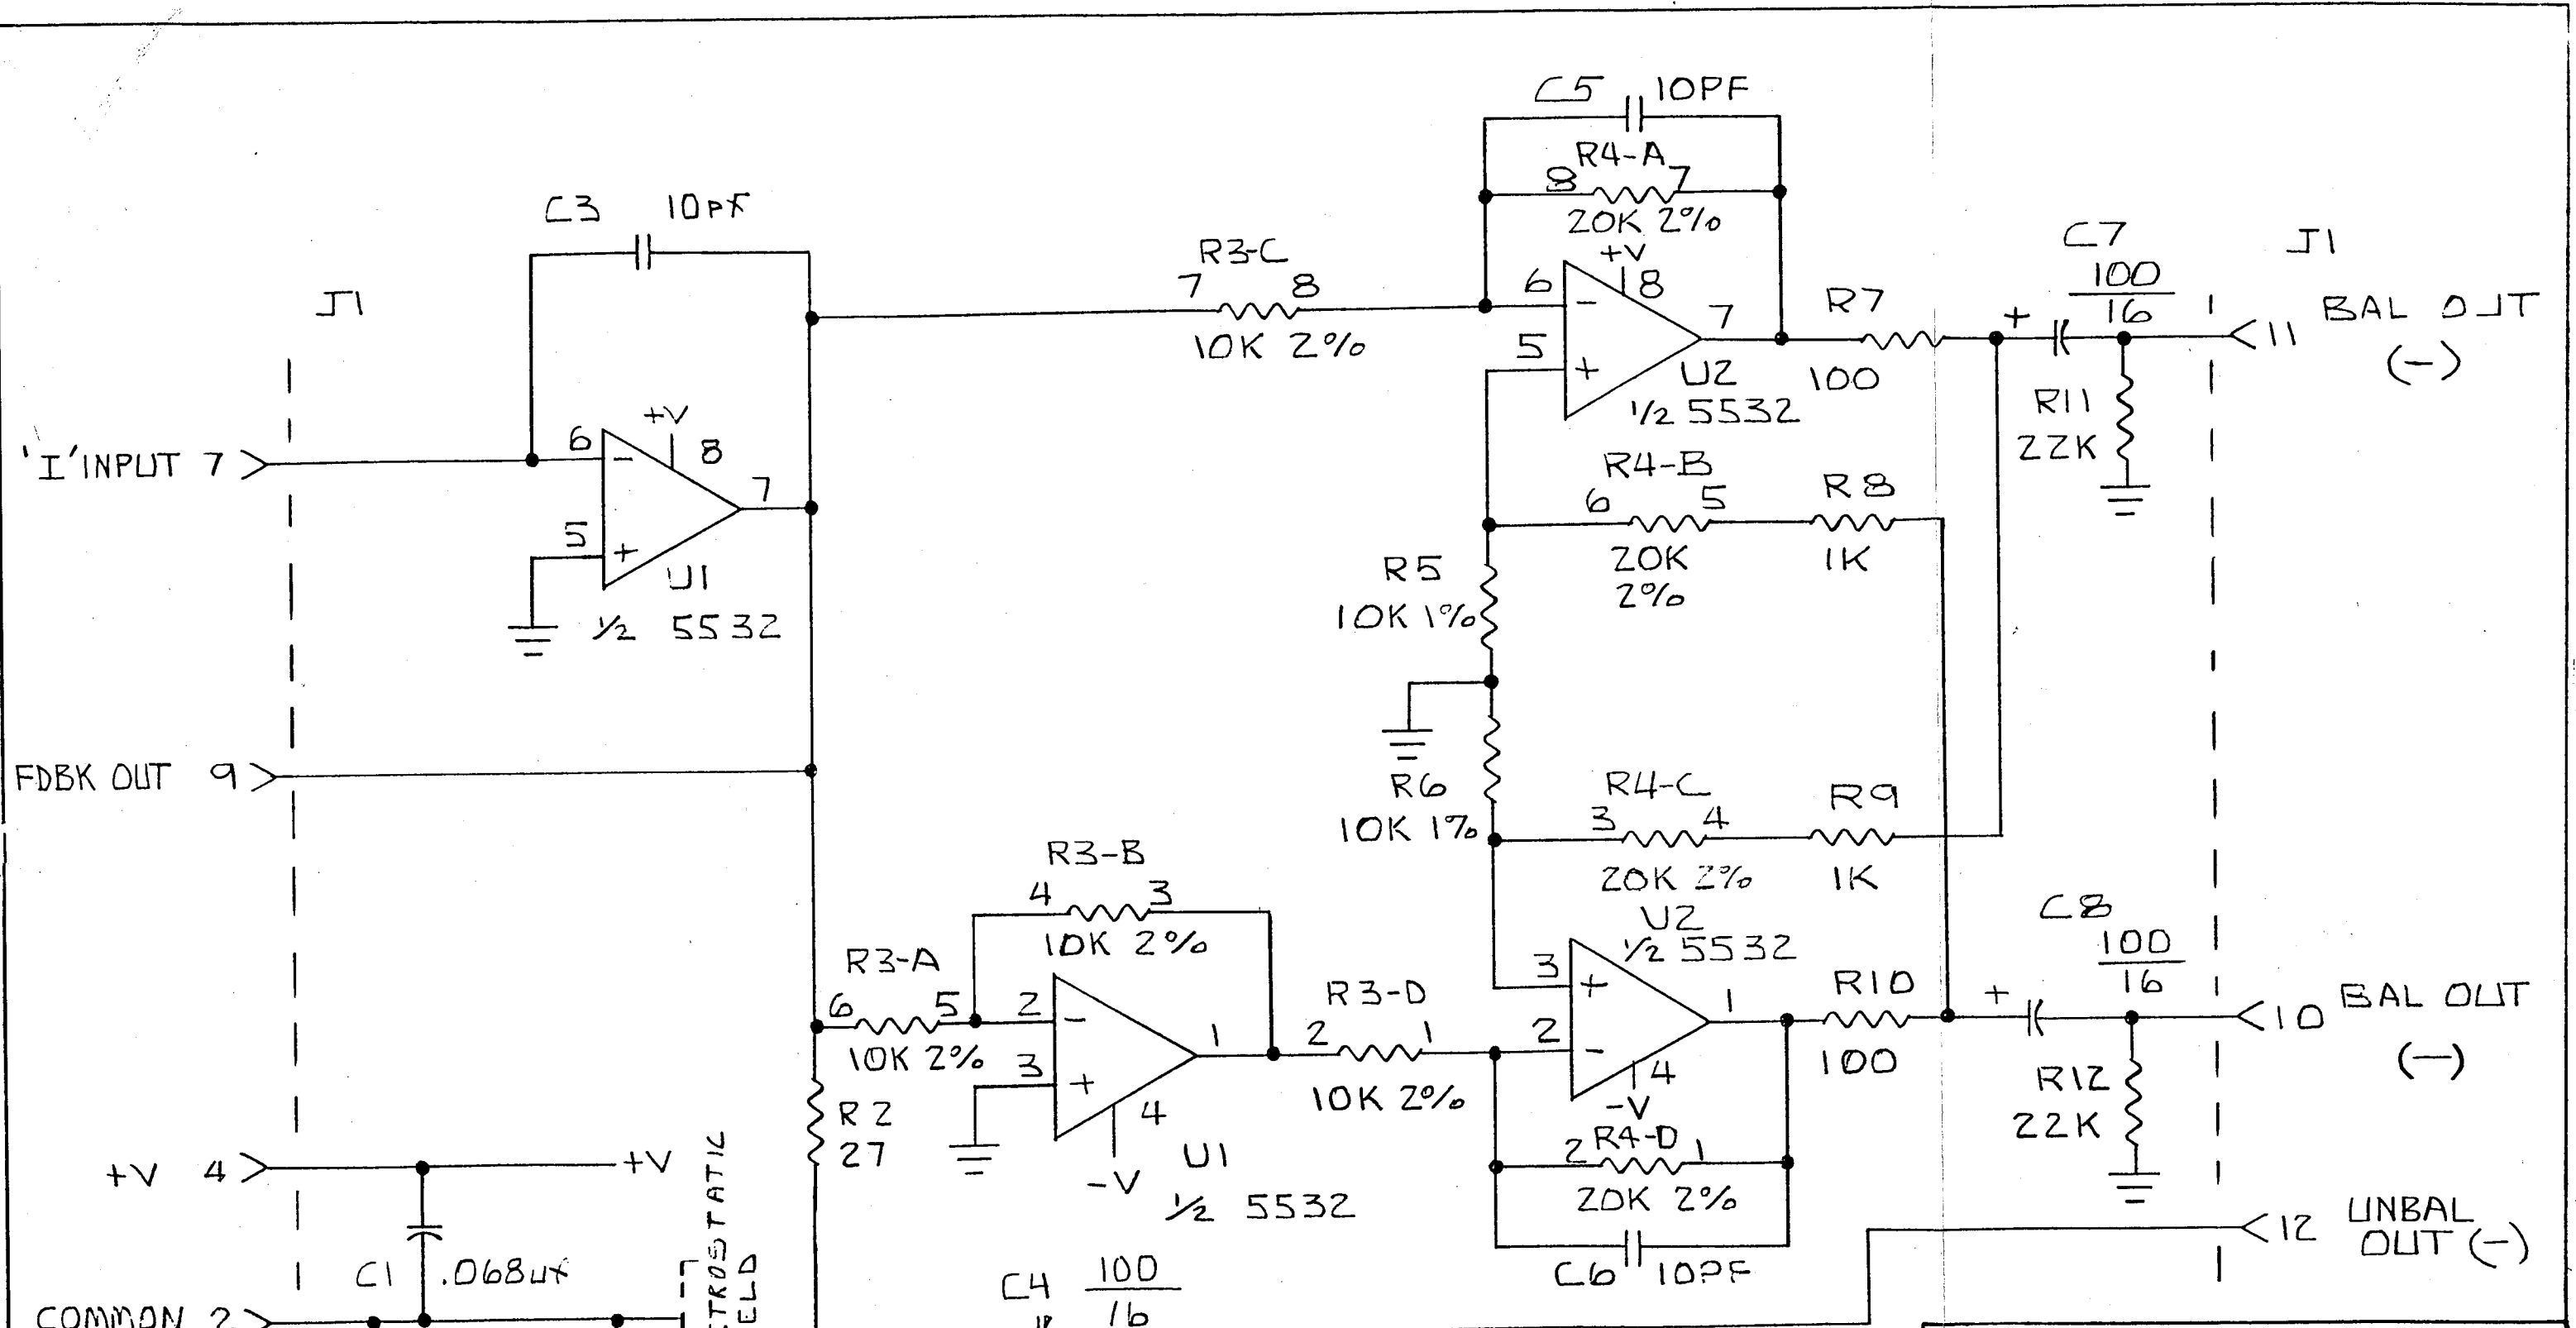 C5 10PF
R4-A
8 7
20K 2%
C3 10PF
R3-C
7 8
10K 2%
+V
6 - 8
5 +
7
U2
1/2 5532
R7
100
C7
100
16
+
J1
11 BAL OUT
(-)
R11
22K
J1
'I' INPUT 7
+V
6 - 8
7
5 +
U1
1/2 5532
R4-B
6 5
20K
2%
R8
1K
R5
10K 1%
FDBK OUT 9
R6
10K 1%
R4-C
3 4
20K 2%
R9
1K
R3-B
4 3
10K 2%
R3-A
6 5
10K 2%
2 -
3 +
1
4
-V
U1
1/2 5532
R2
27
R3-D
2 1
10K 2%
U2
1/2 5532
3 +
2 -
1
4
-V
R10
100
C8
100
16
+
10 BAL OUT
(-)
R12
22K
2 R4-D 1
20K 2%
C6 10PF
12 UNBAL
OUT (-)
+V 4
+V
C1 .068uf
COMMON 2
C4 100
16